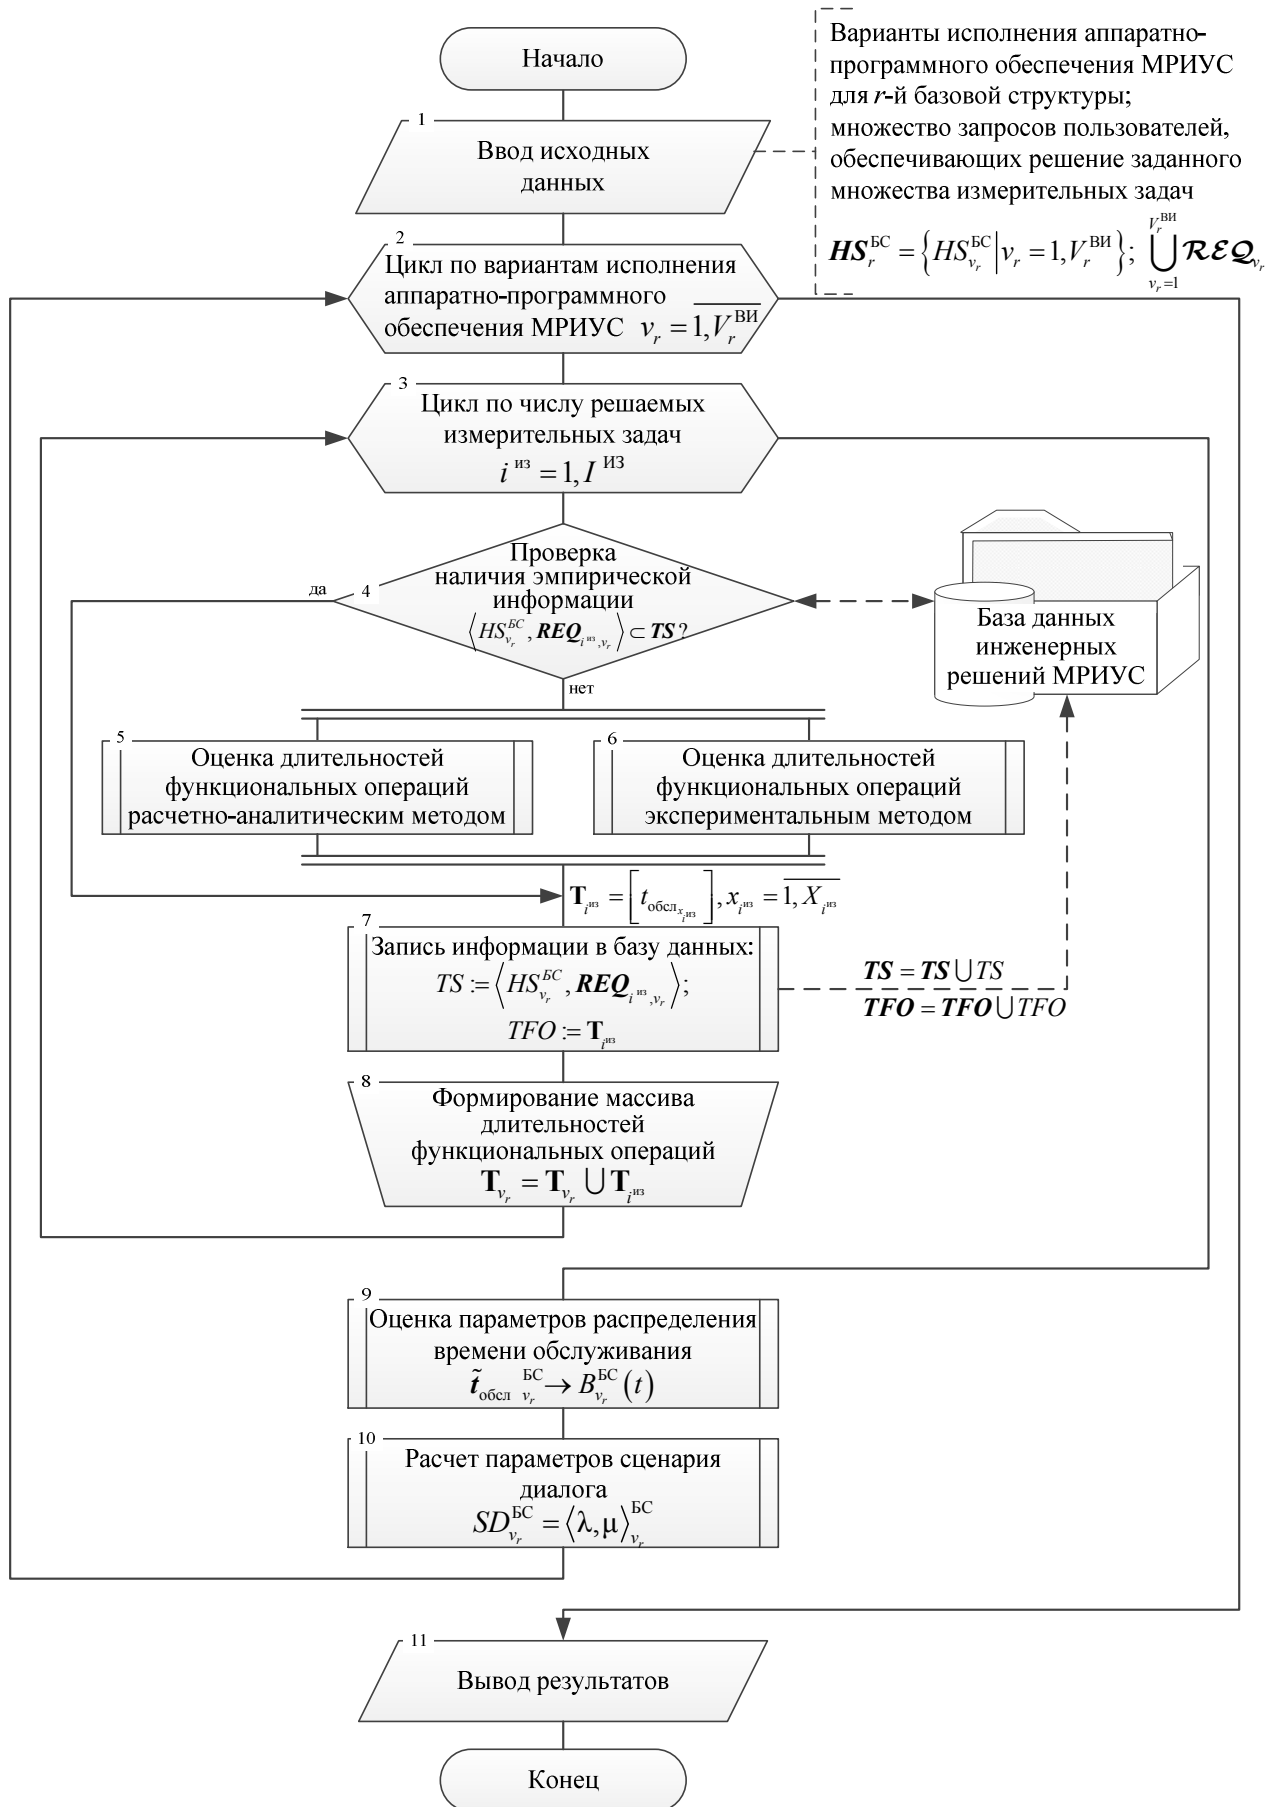 Начало
Варианты исполнения аппаратно-
программного обеспечения МРИУС
для r-й базовой структуры;
множество запросов пользователей,
обеспечивающих решение заданного
множества измерительных задач
HS_r^БС = {HS_{v_r}^БС | v_r = 1, V_r^ВИ}; ⋃_{v_r=1}^{V_r^ВИ} REQ_{v_r}
1
Ввод исходных
данных
2
Цикл по вариантам исполнения
аппаратно-программного
обеспечения МРИУС v_r = 1, V_r^ВИ
3
Цикл по числу решаемых
измерительных задач
i^из = 1, I^ИЗ
4
Проверка
наличия эмпирической
информации
⟨HS_{v_r}^БС, REQ_{i^из, v_r}⟩ ⊂ TS ?
да
нет
База данных
инженерных
решений МРИУС
5
Оценка длительностей
функциональных операций
расчетно-аналитическим методом
6
Оценка длительностей
функциональных операций
экспериментальным методом
T_{i^из} = [t_{обсл x_{i^из}}], x_{i^из} = 1, X_{i^из}
7
Запись информации в базу данных:
TS := ⟨HS_{v_r}^БС, REQ_{i^из, v_r}⟩;
TFO := T_{i^из}
TS = TS ⋃ TS
TFO = TFO ⋃ TFO
8
Формирование массива
длительностей
функциональных операций
T_{v_r} = T_{v_r} ⋃ T_{i^из}
9
Оценка параметров распределения
времени обслуживания
t̃_{обсл v_r}^БС → B_{v_r}^БС (t)
10
Расчет параметров сценария
диалога
SD_{v_r}^БС = ⟨λ, μ⟩_{v_r}^БС
11
Вывод результатов
Конец